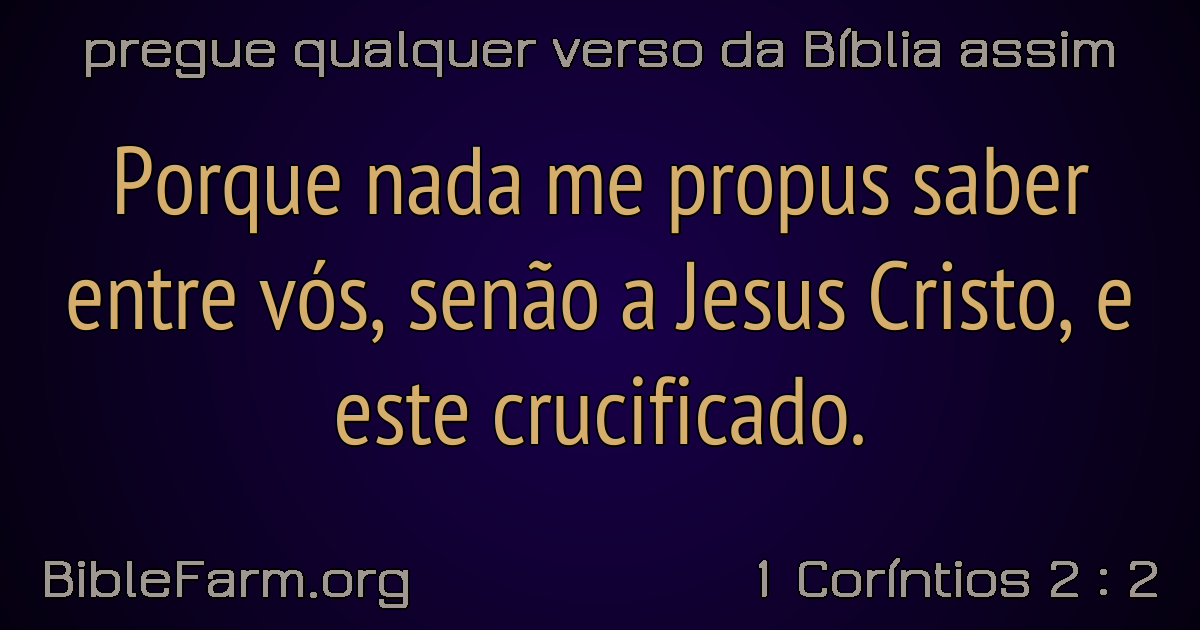 pregue qualquer verso da Bíblia assim
Porque nada me propus saber
entre vós, senão a Jesus Cristo, e
este crucificado.
BibleFarm.org
1 Coríntios 2 : 2